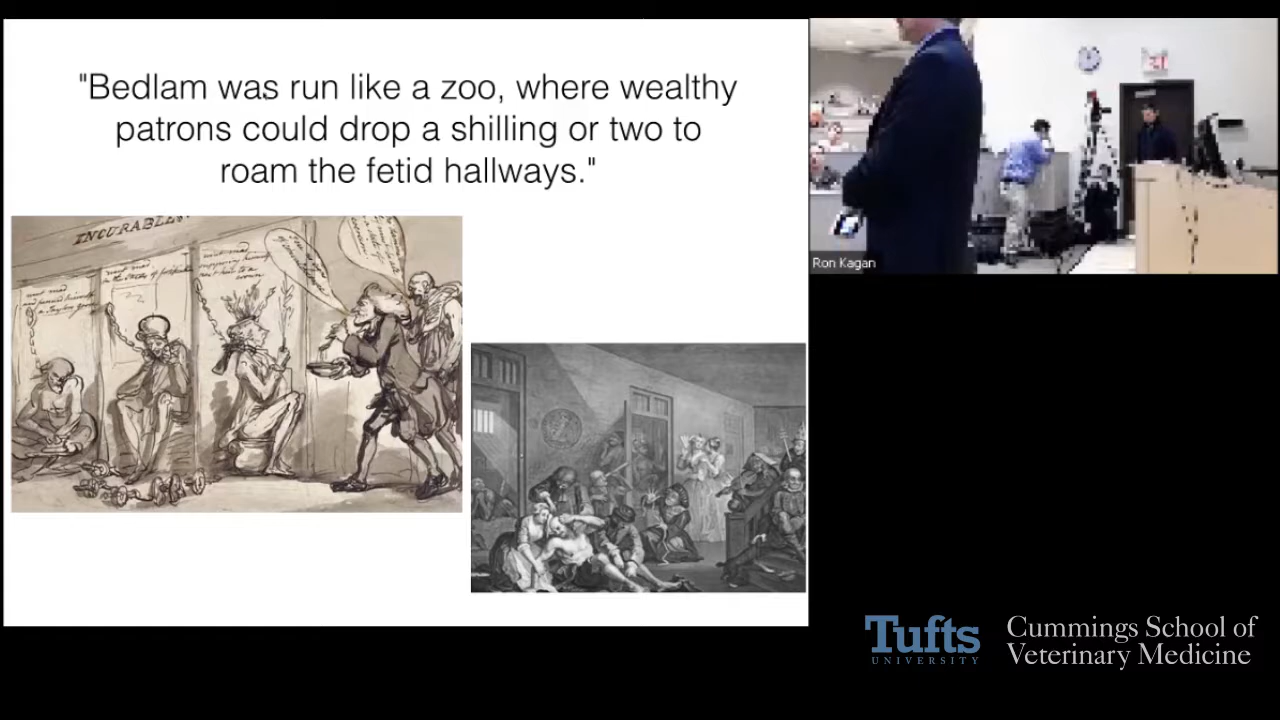 "Bedlam was run like a zoo, where wealthy
patrons could drop a shilling or two to
roam the fetid hallways."
INCURABLES
Ron Kagan
Tufts
UNIVERSITY
Cummings School of
Veterinary Medicine